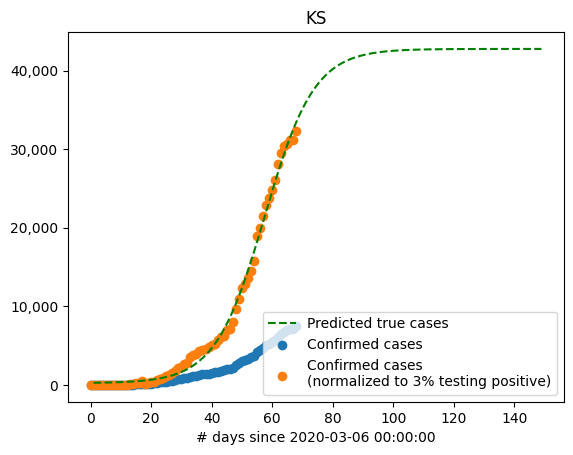 KS
40,000
30,000
20,000
10,000
0
Predicted true cases
Confirmed cases
Confirmed cases
(normalized to 3% testing positive)
0 20 40 60 80 100 120 140
# days since 2020-03-06 00:00:00